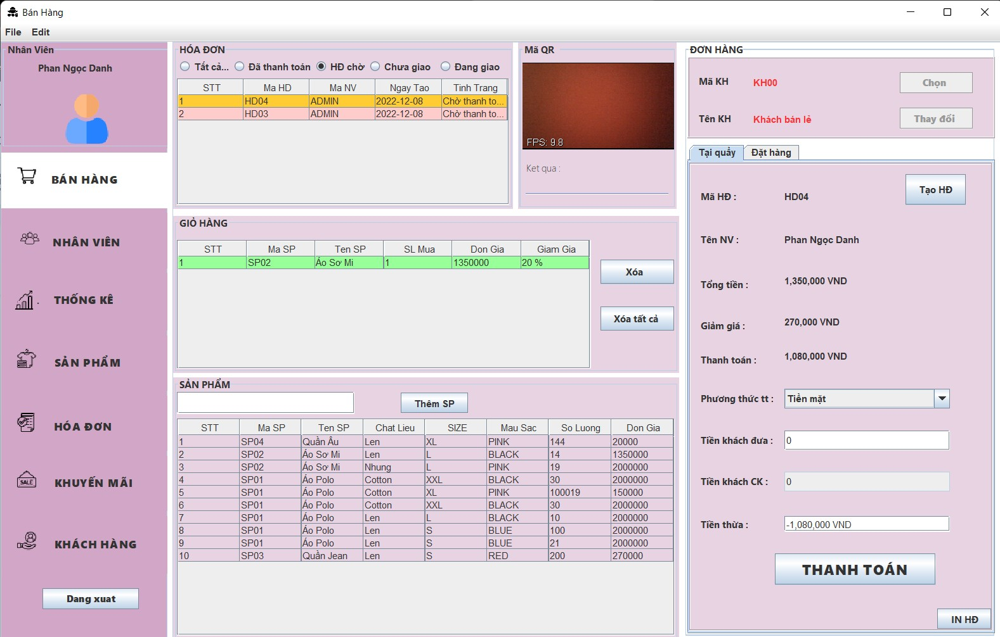 Bán Hàng
File Edit
Nhân Viên
Phan Ngọc Danh
BÁN HÀNG
NHÂN VIÊN
THỐNG KÊ
SẢN PHẨM
HÓA ĐƠN
SALE
KHUYẾN MÃI
KHÁCH HÀNG
Dang xuat
HÓA ĐƠN
Tất cả... Đã thanh toán HĐ chờ Chưa giao Đang giao
STT Ma HD Ma NV Ngay Tao Tinh Trang
1 HD04 ADMIN 2022-12-08 Chờ thanh to...
2 HD03 ADMIN 2022-12-08 Chờ thanh to...
Mã QR
FPS: 9.8
Ket qua :
GIỎ HÀNG
STT Ma SP Ten SP SL Mua Don Gia Giam Gia
1 SP02 Áo Sơ Mi 1 1350000 20 %
Xóa
Xóa tất cả
SẢN PHẨM
Thêm SP
STT Ma SP Ten SP Chat Lieu SIZE Mau Sac So Luong Don Gia
1 SP04 Quần Âu Len XL PINK 144 20000
2 SP02 Áo Sơ Mi Len L BLACK 14 1350000
3 SP02 Áo Sơ Mi Nhung L PINK 19 2000000
4 SP01 Áo Polo Cotton XXL BLACK 30 2000000
5 SP01 Áo Polo Cotton XL PINK 100019 150000
6 SP01 Áo Polo Cotton XXL BLACK 30 2000000
7 SP01 Áo Polo Len L BLACK 10 2000000
8 SP01 Áo Polo Len S BLUE 100 2000000
9 SP01 Áo Polo Len S BLUE 21 2000000
10 SP03 Quần Jean Len S RED 200 270000
ĐƠN HÀNG
Mã KH KH00 Chọn
Tên KH Khách bán lẻ Thay đổi
Tại quầy Đặt hàng
Tạo HĐ
Mã HĐ : HD04
Tên NV : Phan Ngọc Danh
Tổng tiền : 1,350,000 VND
Giảm giá : 270,000 VND
Thanh toán : 1,080,000 VND
Phương thức tt : Tiền mặt
Tiền khách đưa : 0
Tiền khách CK : 0
Tiền thừa : -1,080,000 VND
THANH TOÁN
IN HĐ